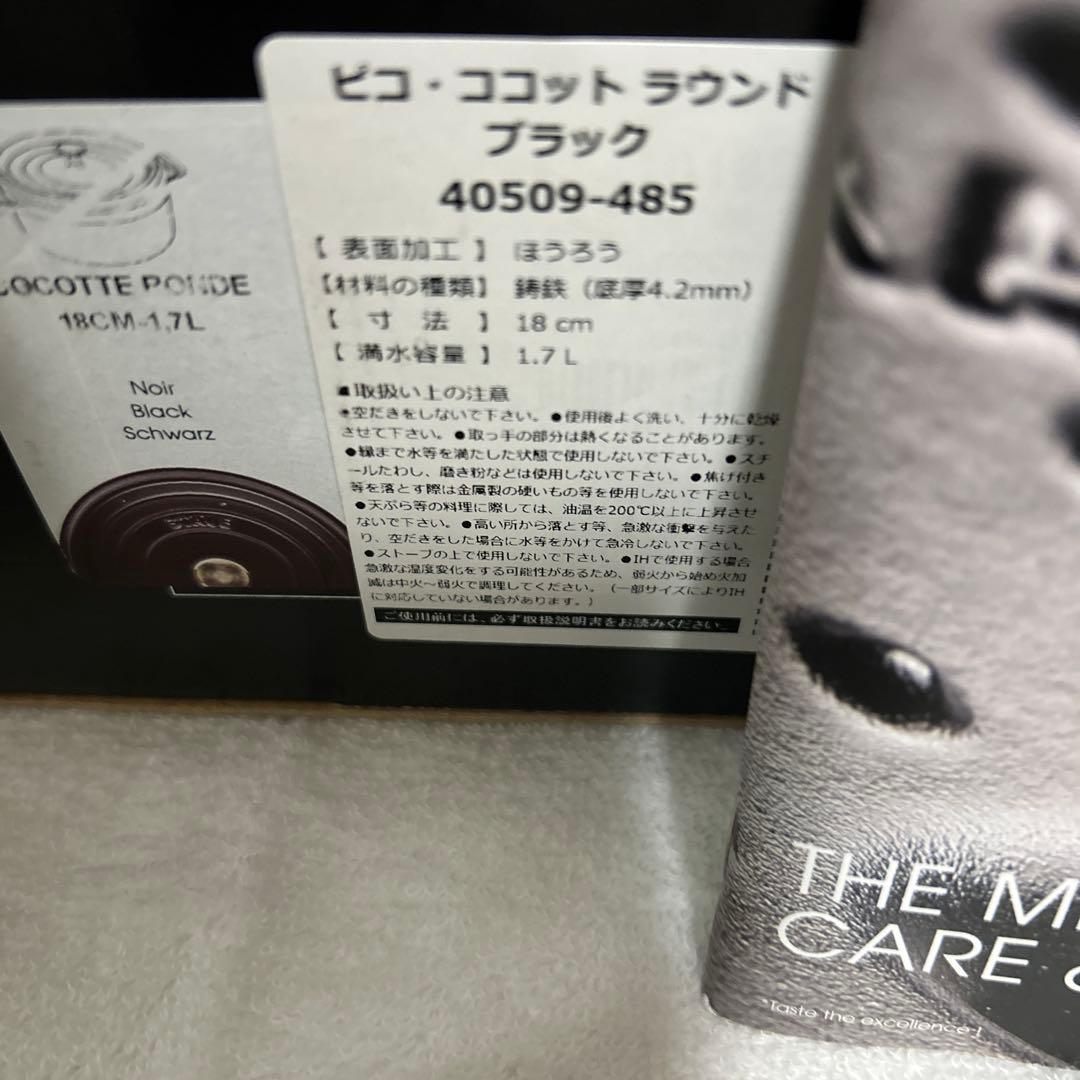 COCOTTE RONDE
18CM-1,7L
Noir
Black
Schwarz
STAUB
ピコ・ココット ラウンド
ブラック
40509-485
【 表面加工 】 ほうろう
【材料の種類】 鋳鉄（底厚4.2mm）
【 寸 法 】 18 cm
【 満水容量 】 1.7 L
■取扱い上の注意
●空だきをしないで下さい。●使用後よく洗い、十分に乾燥
させて下さい。●取っ手の部分は熱くなることがあります。
●縁まで水等を満たした状態で使用しないで下さい。●スチ
ールたわし、磨き粉などは使用しないで下さい。●焦げ付き
等を落とす際は金属製の硬いもの等を使用しないで下さい。
●天ぷら等の料理に際しては、油温を200℃以上に上昇させ
ないで下さい。●高い所から落とす等、急激な衝撃を与えた
り、空だきをした場合に水等をかけて急冷しないで下さい。
●ストーブの上で使用しないで下さい。●IHで使用する場合
急激な温度変化をする可能性があるため、弱火から始め火加
減は中火～弱火で調理してください。（一部サイズによりIH
に対応していない場合があります。）
ご使用前には、必ず取扱説明書をお読みください。
THE MI
CARE &
*Taste the excellence !